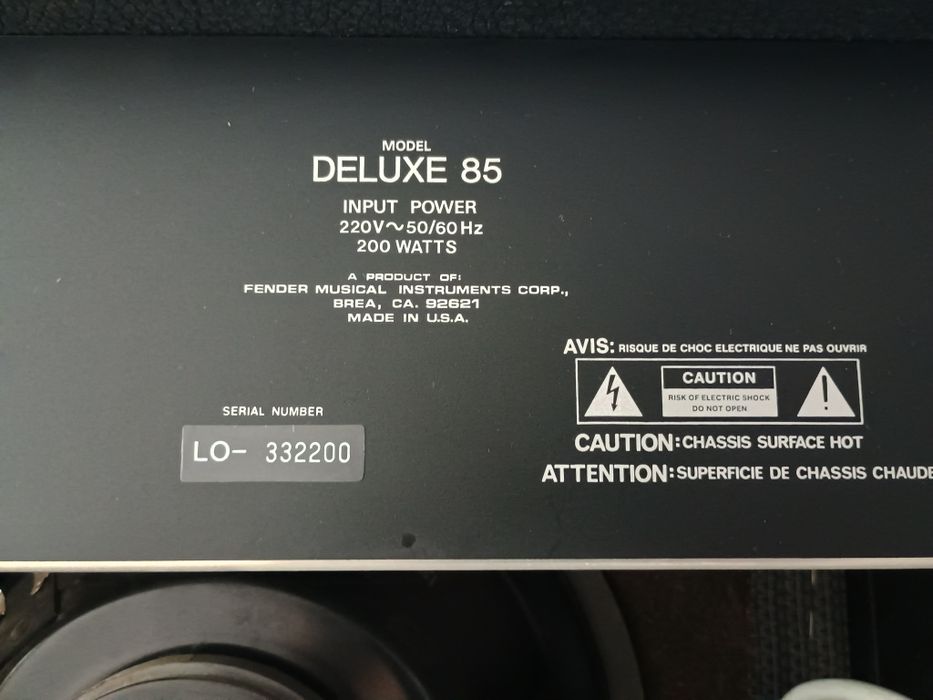 MODEL
DELUXE 85
INPUT POWER
220V~50/60Hz
200 WATTS
A PRODUCT OF:
FENDER MUSICAL INSTRUMENTS CORP.,
BREA, CA. 92621
MADE IN U.S.A.
SERIAL NUMBER
LO- 332200
AVIS: RISQUE DE CHOC ELECTRIQUE NE PAS OUVRIR
CAUTION
RISK OF ELECTRIC SHOCK
DO NOT OPEN
CAUTION: CHASSIS SURFACE HOT
ATTENTION: SUPERFICIE DE CHASSIS CHAUDE